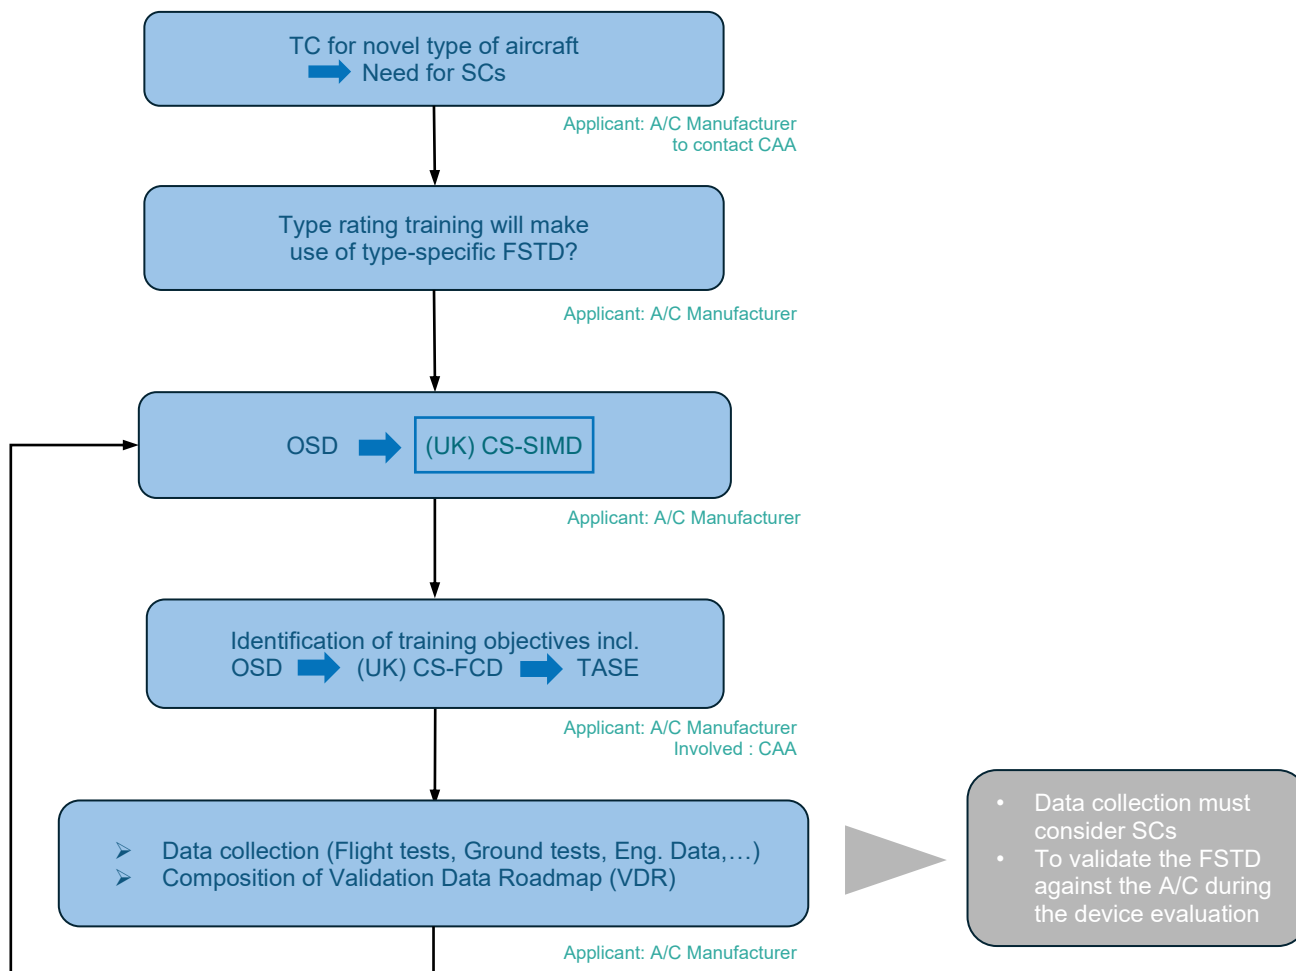 TC for novel type of aircraft
Need for SCs
Applicant: A/C Manufacturer
to contact CAA
Type rating training will make
use of type-specific FSTD?
Applicant: A/C Manufacturer
OSD (UK) CS-SIMD
Applicant: A/C Manufacturer
Identification of training objectives incl.
OSD (UK) CS-FCD TASE
Applicant: A/C Manufacturer
Involved : CAA
➢ Data collection (Flight tests, Ground tests, Eng. Data,…)
➢ Composition of Validation Data Roadmap (VDR)
• Data collection must
consider SCs
• To validate the FSTD
against the A/C during
the device evaluation
Applicant: A/C Manufacturer